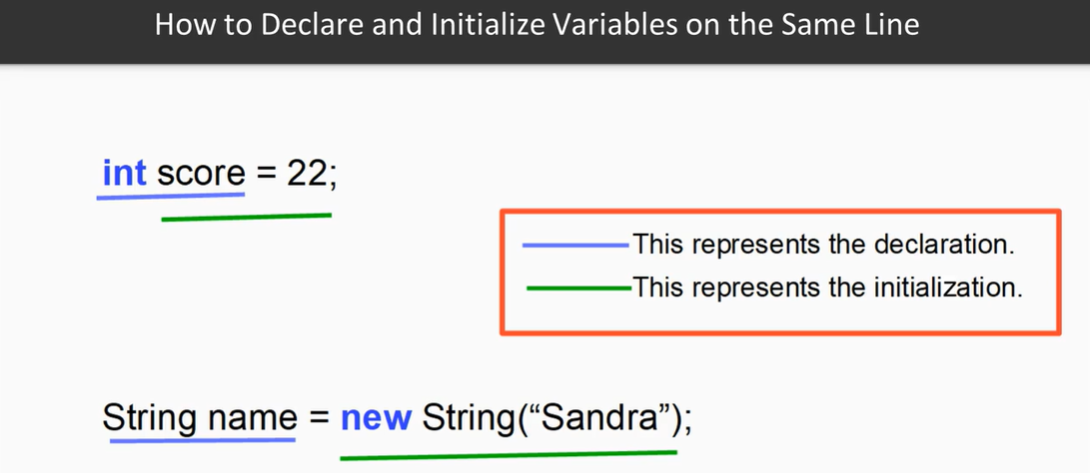 How to Declare and Initialize Variables on the Same Line
int score = 22;
This represents the declaration.
This represents the initialization.
String name = new String(“Sandra”);